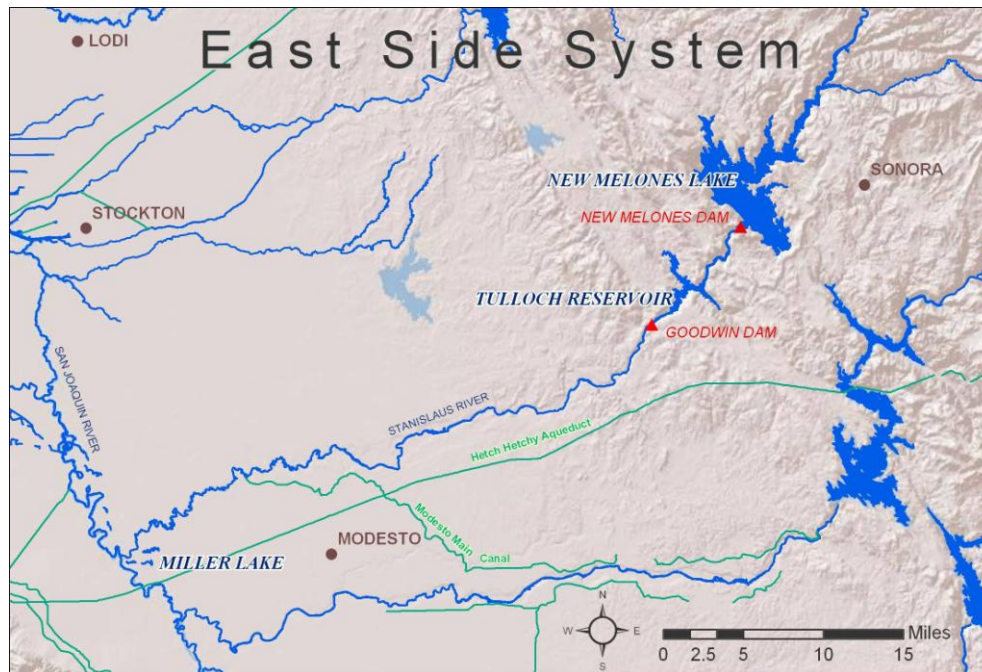 East Side System
LODI
STOCKTON
NEW MELONES LAKE
SONORA
NEW MELONES DAM
TULLOCH RESERVOIR
GOODWIN DAM
SAN JOAQUIN RIVER
STANISLAUS RIVER
Hetch Hetchy Aqueduct
Modesto Main
Canal
MODESTO
MILLER LAKE
N
W E
S
Miles
0 2.5 5 10 15